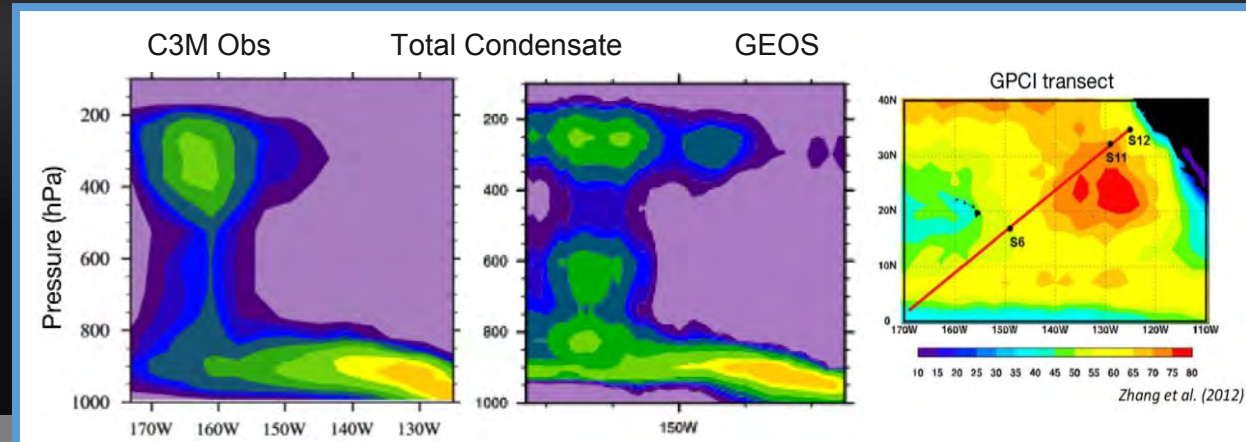 C3M Obs Total Condensate GEOS
Pressure (hPa)
200
400
600
800
1000
170W 160W 150W 140W 130W
200
400
600
800
1000
150W
GPCI transect
40N
30N
20N
10N
0
S12
S11
S6
170W 160W 150W 140W 130W 120W 110W
10 15 20 25 30 35 40 45 50 55 60 65 70 75 80
Zhang et al. (2012)